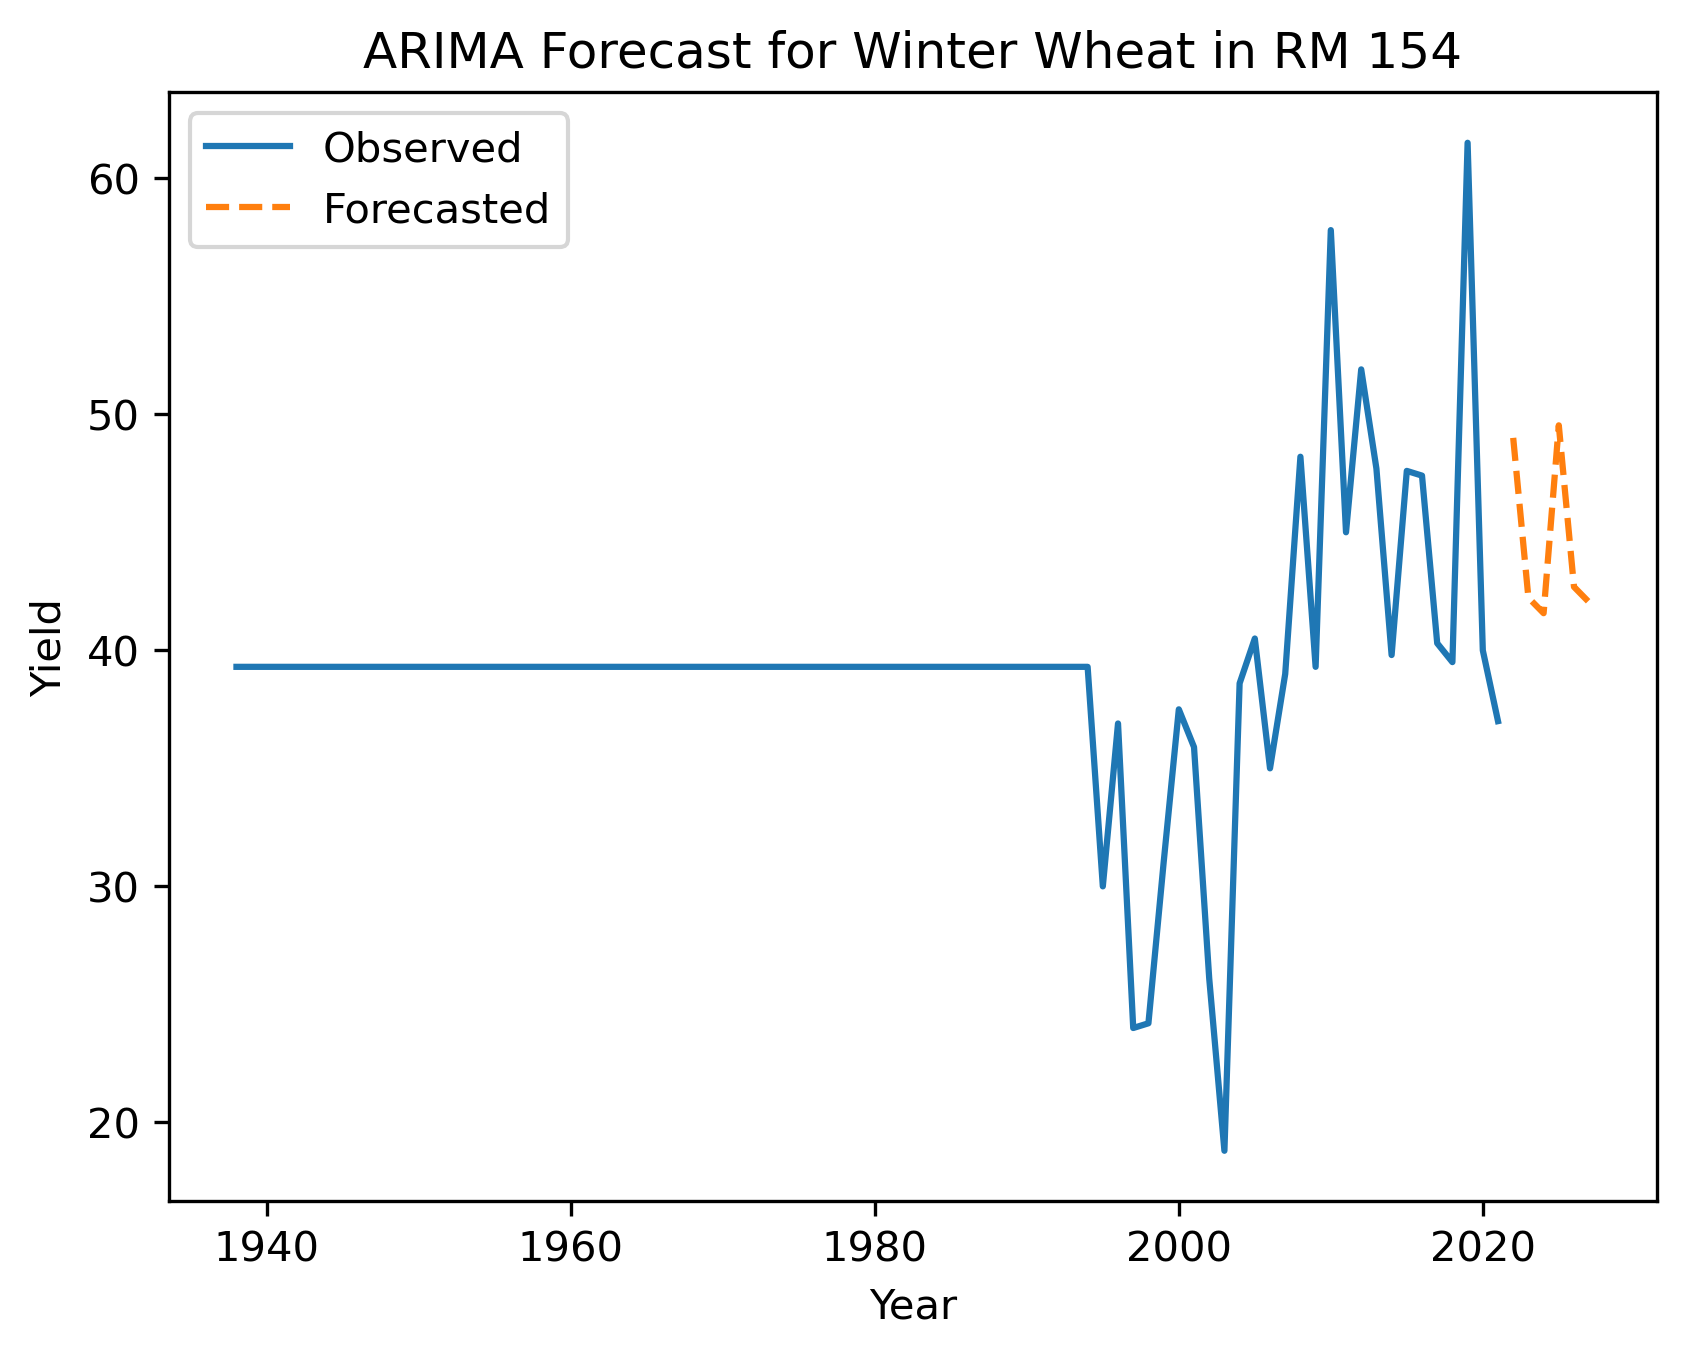 ARIMA Forecast for Winter Wheat in RM 154
Observed
Forecasted
60
50
40
30
20
Yield
1940 1960 1980 2000 2020
Year